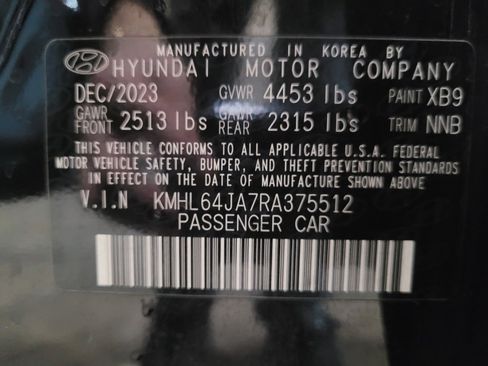 MANUFACTURED IN KOREA BY
HYUNDAI MOTOR COMPANY
DEC/2023 GVWR 4453 lbs PAINT XB9
GAWR FRONT 2513 lbs GAWR REAR 2315 lbs TRIM NNB
THIS VEHICLE CONFORMS TO ALL APPLICABLE U.S.A. FEDERAL
MOTOR VEHICLE SAFETY, BUMPER, AND THEFT PREVENTION STANDARDS
IN EFFECT ON THE DATE OF MANUFACTURE SHOWN ABOVE.
V.I.N KMHL64JA7RA375512
PASSENGER CAR